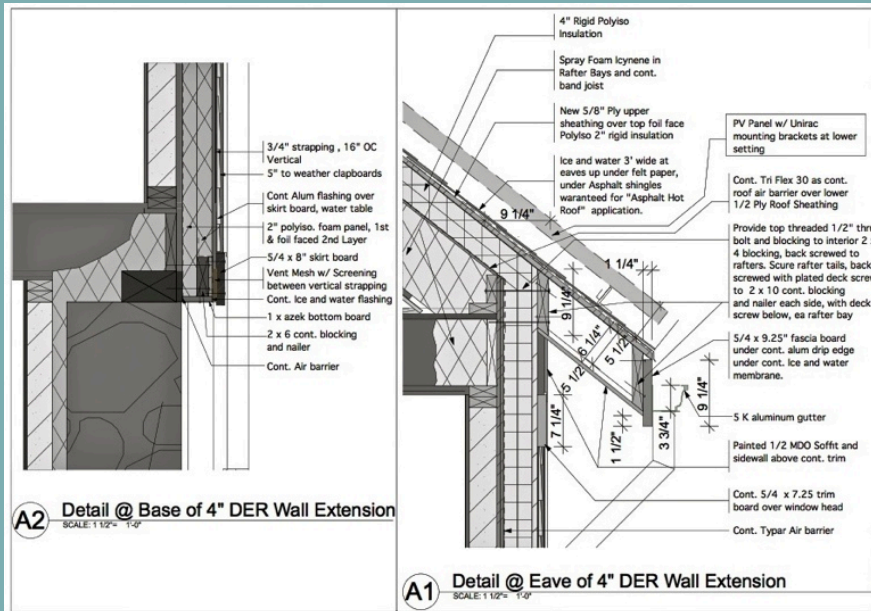 3/4" strapping , 16" OC
Vertical
5" to weather clapboards
Cont Alum flashing over
skirt board, water table
2" polyiso. foam panel, 1st
& foil faced 2nd Layer
5/4 x 8" skirt board
Vent Mesh w/ Screening
between vertical strapping
Cont. Ice and water flashing
1 x azek bottom board
2 x 6 cont. blocking
and nailer
Cont. Air barrier
A2
Detail @ Base of 4" DER Wall Extension
SCALE: 1 1/2"= 1'-0"
4" Rigid Polyiso
Insulation
Spray Foam Icynene in
Rafter Bays and cont.
band joist
New 5/8" Ply upper
sheathing over top foil face
PolyIso 2" rigid insulation
Ice and water 3' wide at
eaves up under felt paper,
under Asphalt shingles
waranteed for "Asphalt Hot
Roof" application.
PV Panel w/ Unirac
mounting brackets at lower
setting
Cont. Tri Flex 30 as cont.
roof air barrier over lower
1/2 Ply Roof Sheathing
Provide top threaded 1/2" thru
bolt and blocking to interior 2 x
4 blocking, back screwed to
rafters. Scure rafter tails, back
screwed with plated deck screw
to 2 x 10 cont. blocking
and nailer each side, with deck
screw below, ea rafter bay
5/4 x 9.25" fascia board
under cont. alum drip edge
under cont. Ice and water
membrane.
5 K aluminum gutter
Painted 1/2 MDO Soffit and
sidewall above cont. trim
Cont. 5/4 x 7.25 trim
board over window head
Cont. Typar Air barrier
9 1/4"
1 1/4"
9 1/4"
6 1/4"
5 1/2"
5 1/2"
7 1/4"
1 1/2"
3 3/4"
9 1/4"
A1
Detail @ Eave of 4" DER Wall Extension
SCALE: 1 1/2"= 1'-0"